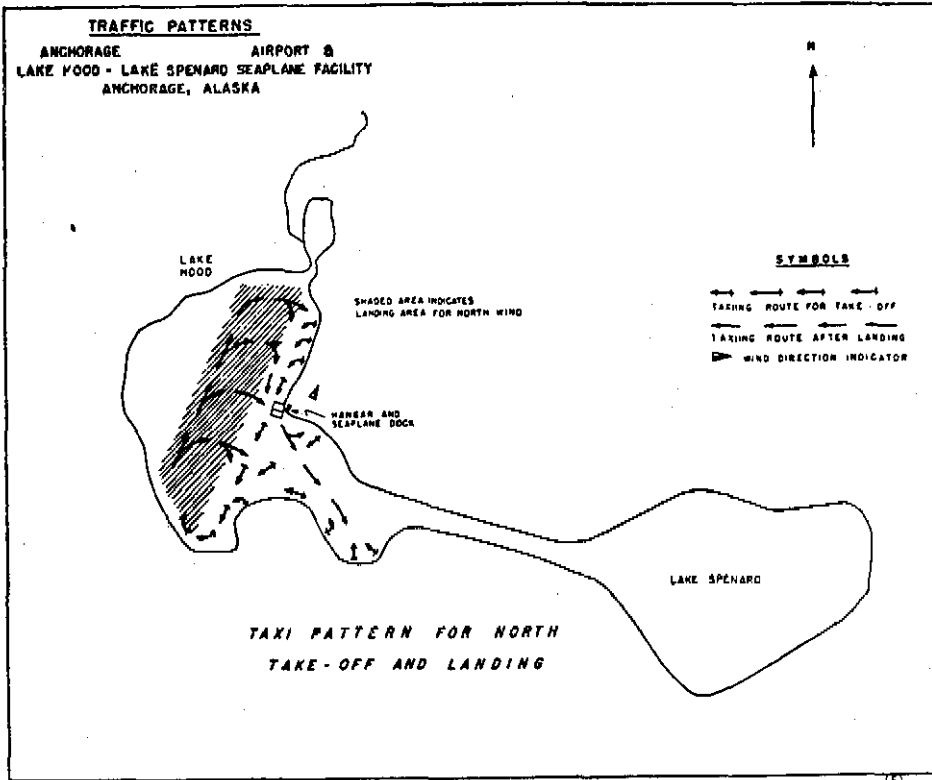 TRAFFIC PATTERNS
ANCHORAGE AIRPORT &
LAKE HOOD - LAKE SPENARD SEAPLANE FACILITY
ANCHORAGE, ALASKA
N
LAKE
HOOD
SHADED AREA INDICATES
LANDING AREA FOR NORTH WIND
SYMBOLS
TAXIING ROUTE FOR TAKE-OFF
TAXIING ROUTE AFTER LANDING
WIND DIRECTION INDICATOR
HANGAR AND
SEAPLANE DOCK
LAKE SPENARD
TAXI PATTERN FOR NORTH
TAKE-OFF AND LANDING